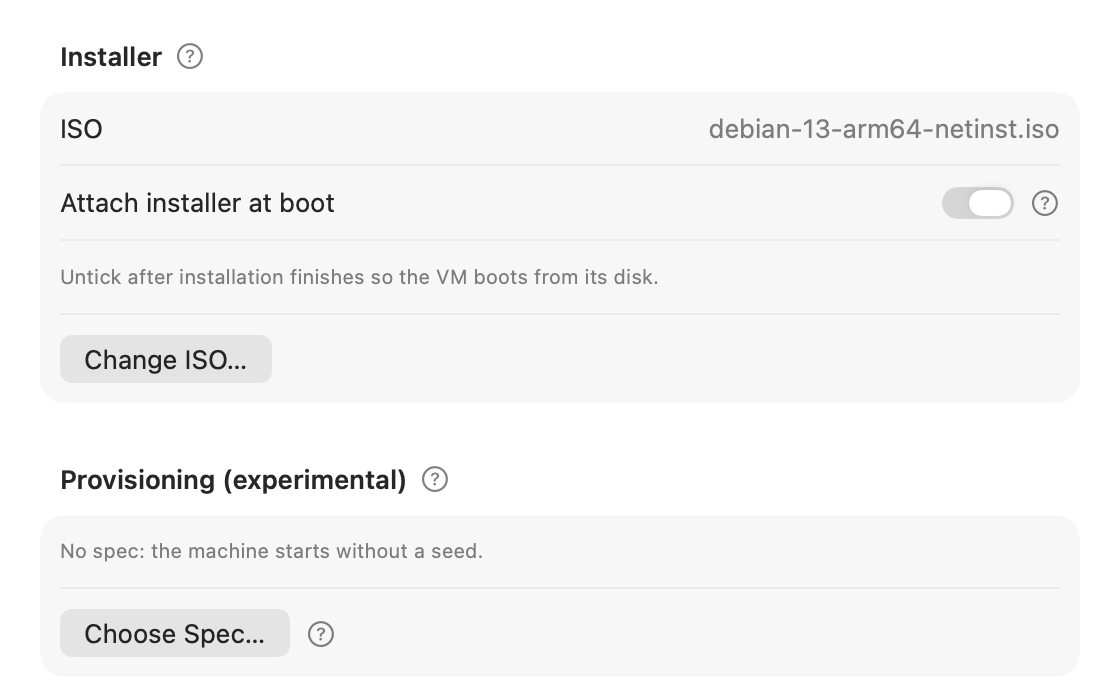 Installer ?
ISO debian-13-arm64-netinst.iso
Attach installer at boot ?
Untick after installation finishes so the VM boots from its disk.
Change ISO...
Provisioning (experimental) ?
No spec: the machine starts without a seed.
Choose Spec... ?